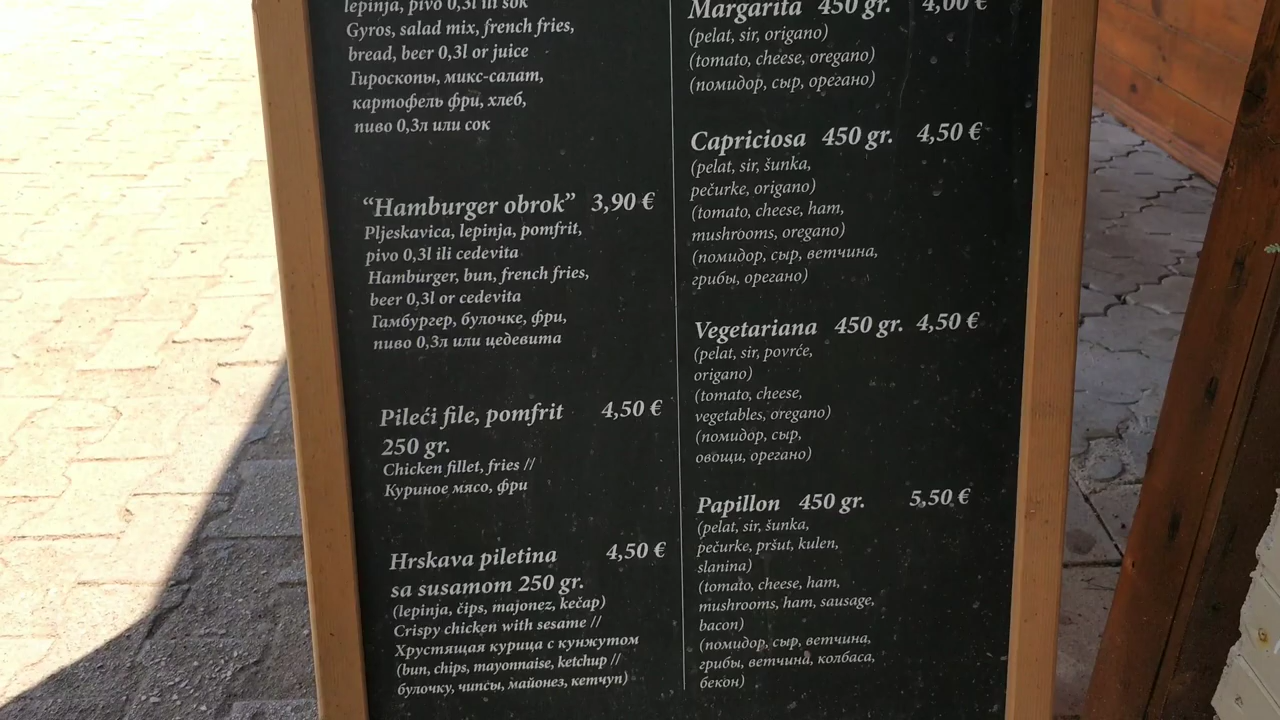 lepinja, pivo 0,3l ili sok
Gyros, salad mix, french fries,
bread, beer 0,3l or juice
Гироскопы, микс-салат,
картофель фри, хлеб,
пиво 0,3л или сок
“Hamburger obrok” 3,90 €
Pljeskavica, lepinja, pomfrit,
pivo 0,3l ili cedevita
Hamburger, bun, french fries,
beer 0,3l or cedevita
Гамбургер, булочке, фри,
пиво 0,3л или цедевита
Pileći file, pomfrit 4,50 €
250 gr.
Chicken fillet, fries //
Куриное мясо, фри
Hrskava piletina 4,50 €
sa susamom 250 gr.
(lepinja, čips, majonez, kečap)
Crispy chicken with sesame //
Хрустящая курица с кунжутом
(bun, chips, mayonnaise, ketchup //
булочку, чипсы, майонез, кетчуп)
Margarita 450 gr. 4,00 €
(pelat, sir, origano)
(tomato, cheese, oregano)
(помидор, сыр, орегано)
Capriciosa 450 gr. 4,50 €
(pelat, sir, šunka,
pečurke, origano)
(tomato, cheese, ham,
mushrooms, oregano)
(помидор, сыр, ветчина,
грибы, орегано)
Vegetariana 450 gr. 4,50 €
(pelat, sir, povrće,
origano)
(tomato, cheese,
vegetables, oregano)
(помидор, сыр,
овощи, орегано)
Papillon 450 gr. 5,50 €
(pelat, sir, šunka,
pečurke, pršut, kulen,
slanina)
(tomato, cheese, ham,
mushrooms, ham, sausage,
bacon)
(помидор, сыр, ветчина,
грибы, ветчина, колбаса,
бекон)